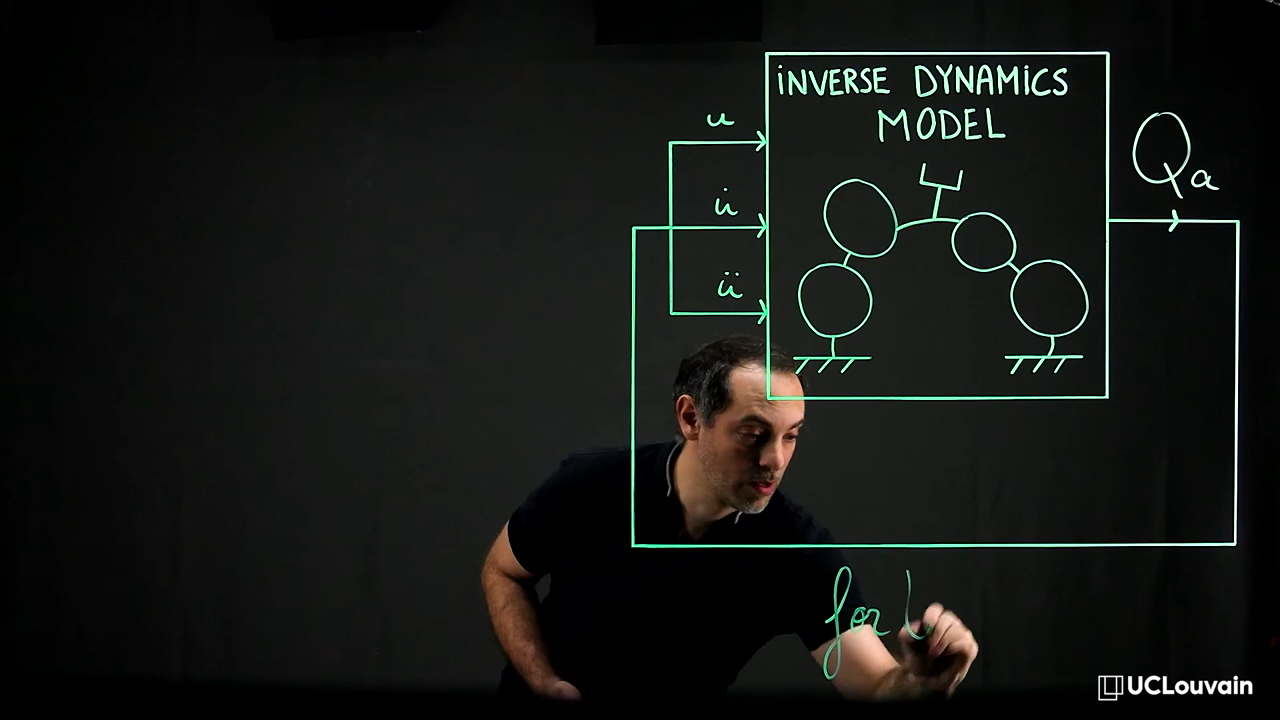 INVERSE DYNAMICS
MODEL
u
u̇
ü
Qa
for
UCLouvain